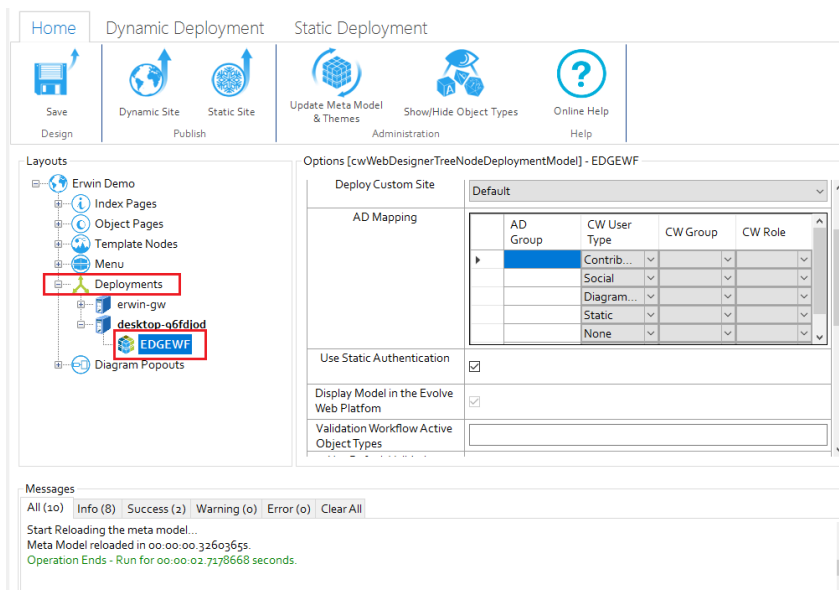 Home Dynamic Deployment Static Deployment
Save Dynamic Site Static Site Update Meta Model & Themes Show/Hide Object Types Online Help
Design Publish Administration Help
Layouts
Erwin Demo
Index Pages
Object Pages
Template Nodes
Menu
Deployments
erwin-gw
desktop-q6fdjod
EDGEWF
Diagram Popouts
Options [cwWebDesignerTreeNodeDeploymentModel] - EDGEWF
Deploy Custom Site Default
AD Mapping
AD Group CW User Type CW Group CW Role
Contrib...
Social
Diagram...
Static
None
Use Static Authentication
Display Model in the Evolve
Web Platfom
Validation Workflow Active
Object Types
Messages
All (10) Info (8) Success (2) Warning (0) Error (0) Clear All
Start Reloading the meta model...
Meta Model reloaded in 00:00:00.3260365s.
Operation Ends - Run for 00:00:02.7178668 seconds.